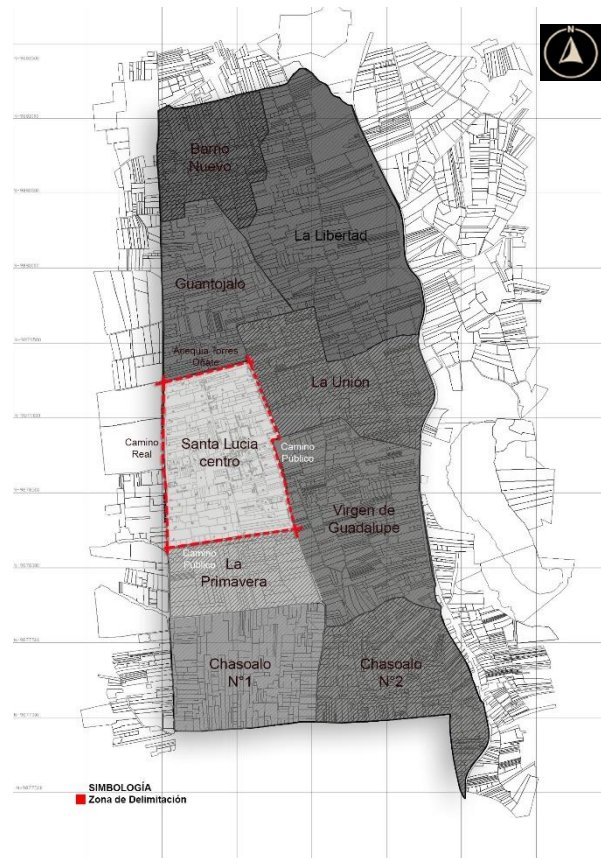 N
Barrio
Nuevo
La Libertad
Guantojalo
Acequia Torres
Oñate
La Unión
Camino
Real
Santa Lucia
centro
Camino
Público
Virgen de
Guadalupe
Camino
Público
La
Primavera
Chasoalo
N°1
Chasoalo
N°2
SIMBOLOGÍA
Zona de Delimitación